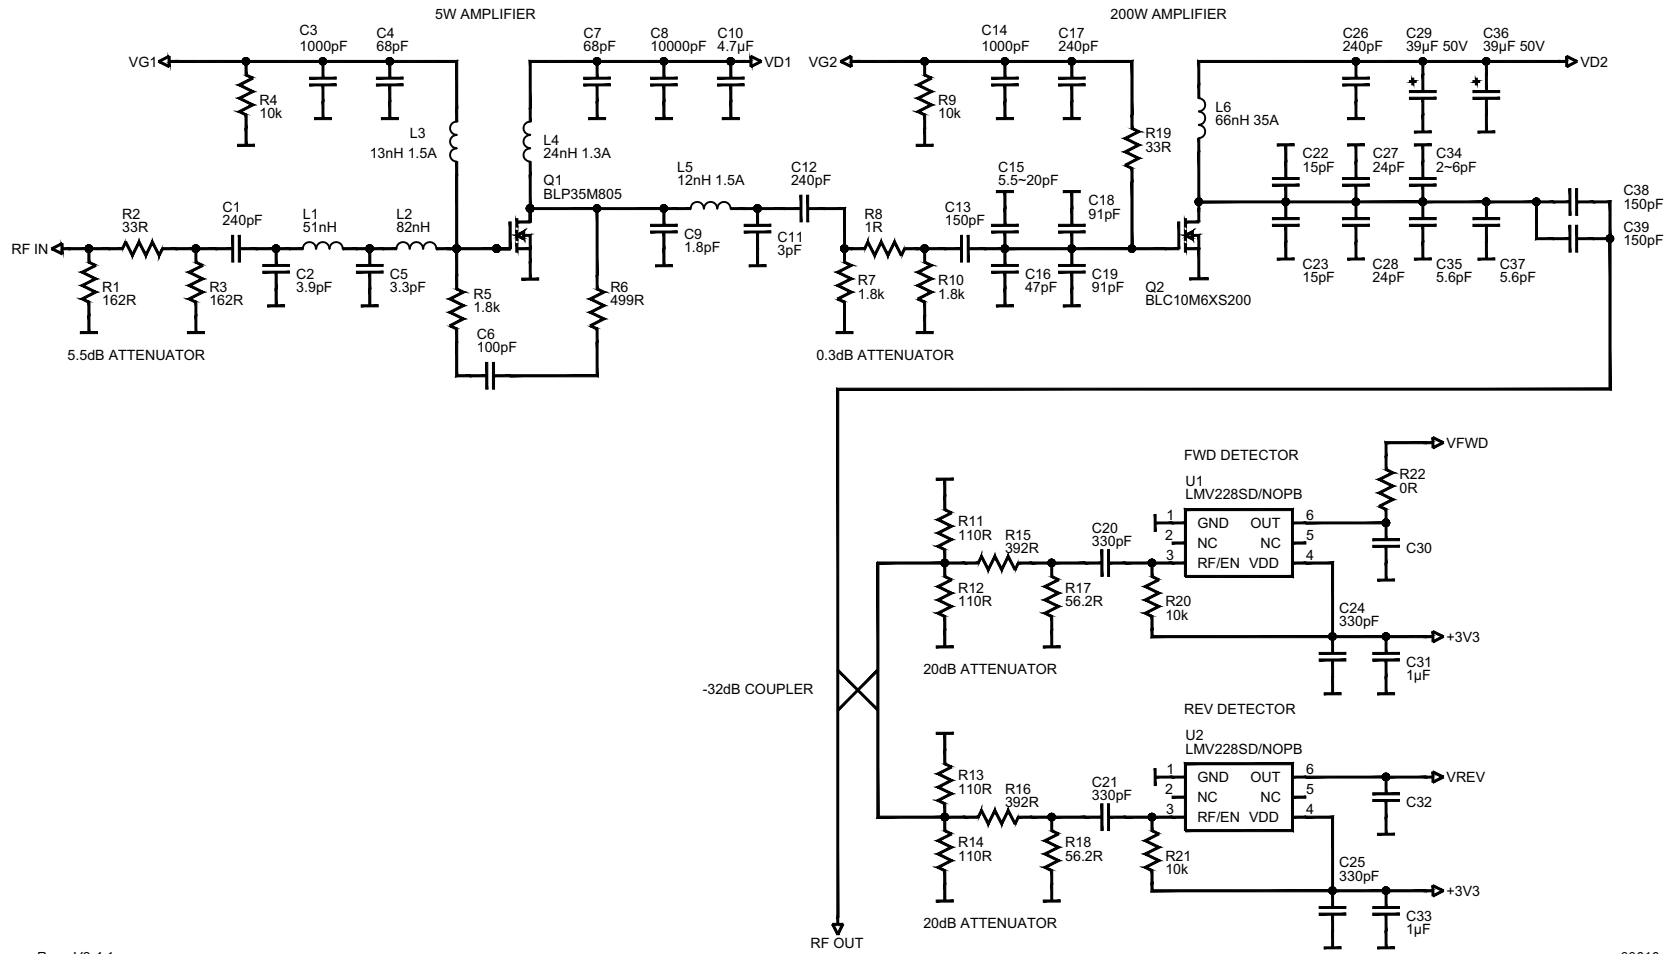 5W AMPLIFIER
200W AMPLIFIER
VG1
C3
1000pF
C4
68pF
R4
10k
L3
13nH 1.5A
C7
68pF
C8
10000pF
C10
4.7µF
VD1
L4
24nH 1.3A
Q1
BLP35M805
VG2
C14
1000pF
C17
240pF
R9
10k
R19
33R
C26
240pF
C29
39µF 50V
C36
39µF 50V
VD2
L6
66nH 35A
RF IN
R2
33R
R1
162R
R3
162R
C1
240pF
L1
51nH
L2
82nH
C2
3.9pF
C5
3.3pF
5.5dB ATTENUATOR
R5
1.8k
C6
100pF
R6
499R
L5
12nH 1.5A
C9
1.8pF
C11
3pF
C12
240pF
R8
1R
R7
1.8k
R10
1.8k
0.3dB ATTENUATOR
C13
150pF
C15
5.5~20pF
C18
91pF
C16
47pF
C19
91pF
Q2
BLC10M6XS200
C22
15pF
C27
24pF
C34
2~6pF
C23
15pF
C28
24pF
C35
5.6pF
C37
5.6pF
C38
150pF
C39
150pF
FWD DETECTOR
U1
LMV228SD/NOPB
1 GND OUT 6
2 NC NC 5
3 RF/EN VDD 4
VFWD
R22
0R
C30
R11
110R
R12
110R
R15
392R
R17
56.2R
C20
330pF
R20
10k
C24
330pF
+3V3
C31
1µF
20dB ATTENUATOR
-32dB COUPLER
REV DETECTOR
U2
LMV228SD/NOPB
1 GND OUT 6
2 NC NC 5
3 RF/EN VDD 4
VREV
C32
R13
110R
R14
110R
R16
392R
R18
56.2R
C21
330pF
R21
10k
C25
330pF
+3V3
C33
1µF
20dB ATTENUATOR
RF OUT